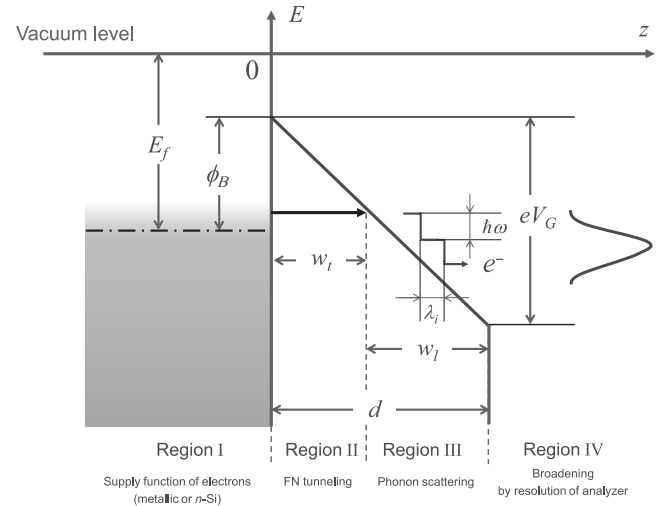 E
Vacuum level
z
0
E_f
ϕ_B
eV_G
ħω
e⁻
w_t
λ_i
w_l
d
Region I
Region II
Region III
Region IV
Supply function of electrons
(metallic or n-Si)
FN tunneling
Phonon scattering
Broadening
by resolution of analyzer